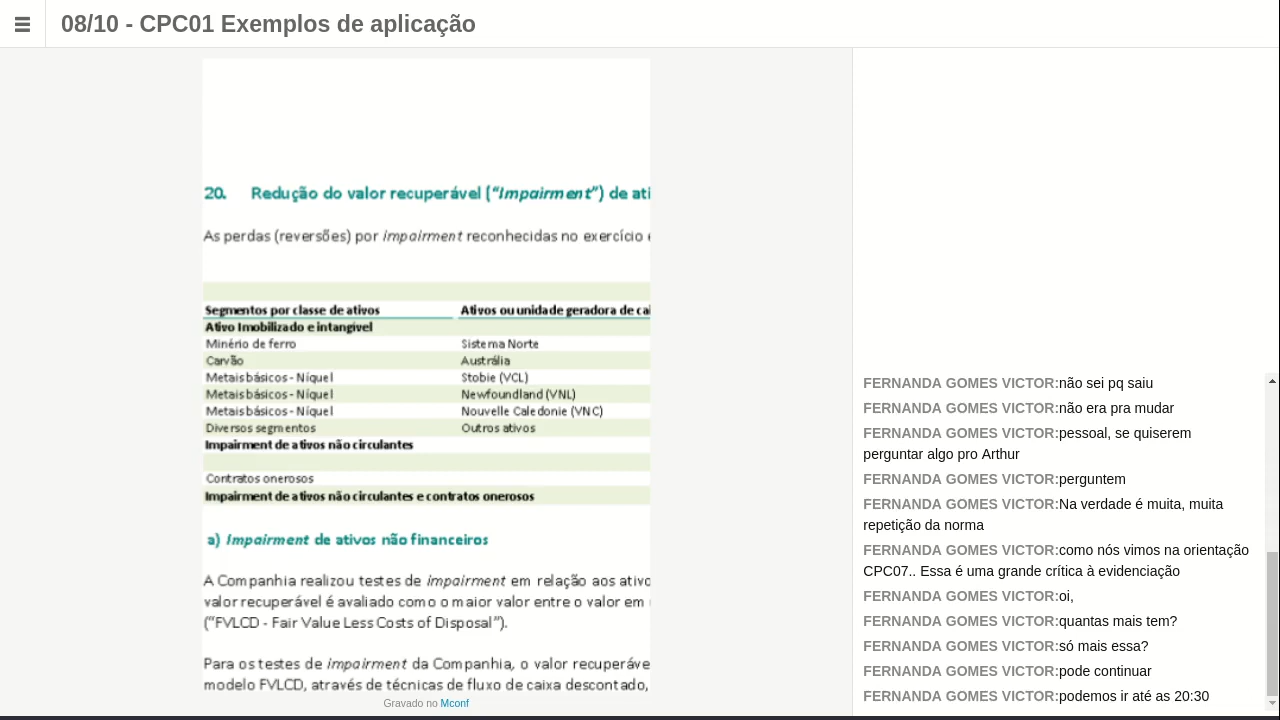 08/10 - CPC01 Exemplos de aplicação
20. Redução do valor recuperável ("Impairment") de ati
As perdas (reversões) por impairment reconhecidas no exercício
Segmentos por classe de ativos Ativos ou unidade geradora de cai
Ativo Imobilizado e intangível
Minério de ferro Sistema Norte
Carvão Austrália
Metais básicos - Níquel Stobie (VCL)
Metais básicos - Níquel Newfoundland (VNL)
Metais básicos - Níquel Nouvelle Caledonie (VNC)
Diversos segmentos Outros ativos
Impairment de ativos não circulantes
Contratos onerosos
Impairment de ativos não circulantes e contratos onerosos
a) Impairment de ativos não financeiros
A Companhia realizou testes de impairment em relação aos ativo
valor recuperável é avaliado como o maior valor entre o valor em
("FVLCD - Fair Value Less Costs of Disposal").
Para os testes de impairment da Companhia, o valor recuperáve
modelo FVLCD, através de técnicas de fluxo de caixa descontado,
Gravado no Mconf
FERNANDA GOMES VICTOR:não sei pq saiu
FERNANDA GOMES VICTOR:não era pra mudar
FERNANDA GOMES VICTOR:pessoal, se quiserem
perguntar algo pro Arthur
FERNANDA GOMES VICTOR:perguntem
FERNANDA GOMES VICTOR:Na verdade é muita, muita
repetição da norma
FERNANDA GOMES VICTOR:como nós vimos na orientação
CPC07.. Essa é uma grande crítica à evidenciação
FERNANDA GOMES VICTOR:oi,
FERNANDA GOMES VICTOR:quantas mais tem?
FERNANDA GOMES VICTOR:só mais essa?
FERNANDA GOMES VICTOR:pode continuar
FERNANDA GOMES VICTOR:podemos ir até as 20:30